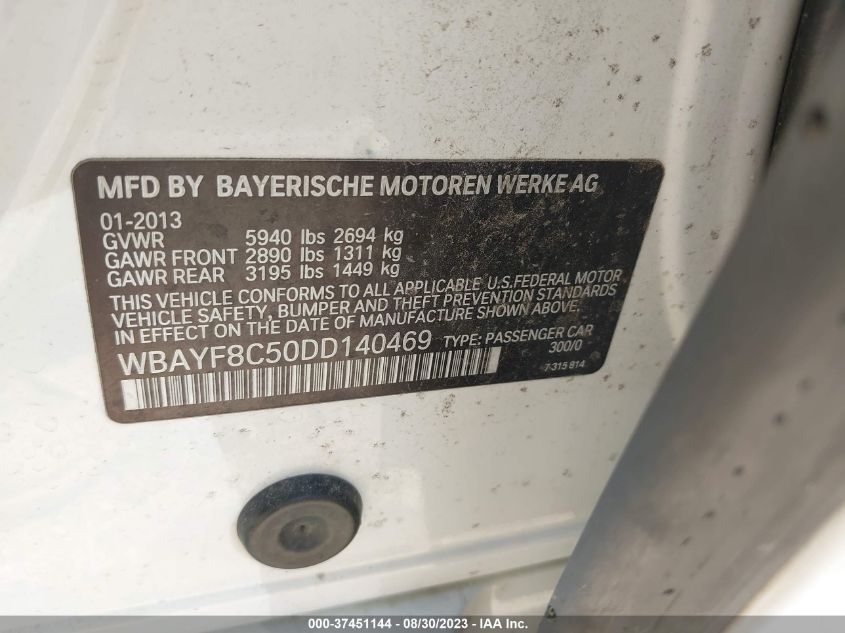 MFD BY BAYERISCHE MOTOREN WERKE AG
01-2013
GVWR 5940 lbs 2694 kg
GAWR FRONT 2890 lbs 1311 kg
GAWR REAR 3195 lbs 1449 kg
THIS VEHICLE CONFORMS TO ALL APPLICABLE U.S.FEDERAL MOTOR
VEHICLE SAFETY, BUMPER AND THEFT PREVENTION STANDARDS
IN EFFECT ON THE DATE OF MANUFACTURE SHOWN ABOVE.
WBAYF8C50DD140469 TYPE: PASSENGER CAR
300/0
7315814
000-37451144 - 08/30/2023 - IAA Inc.